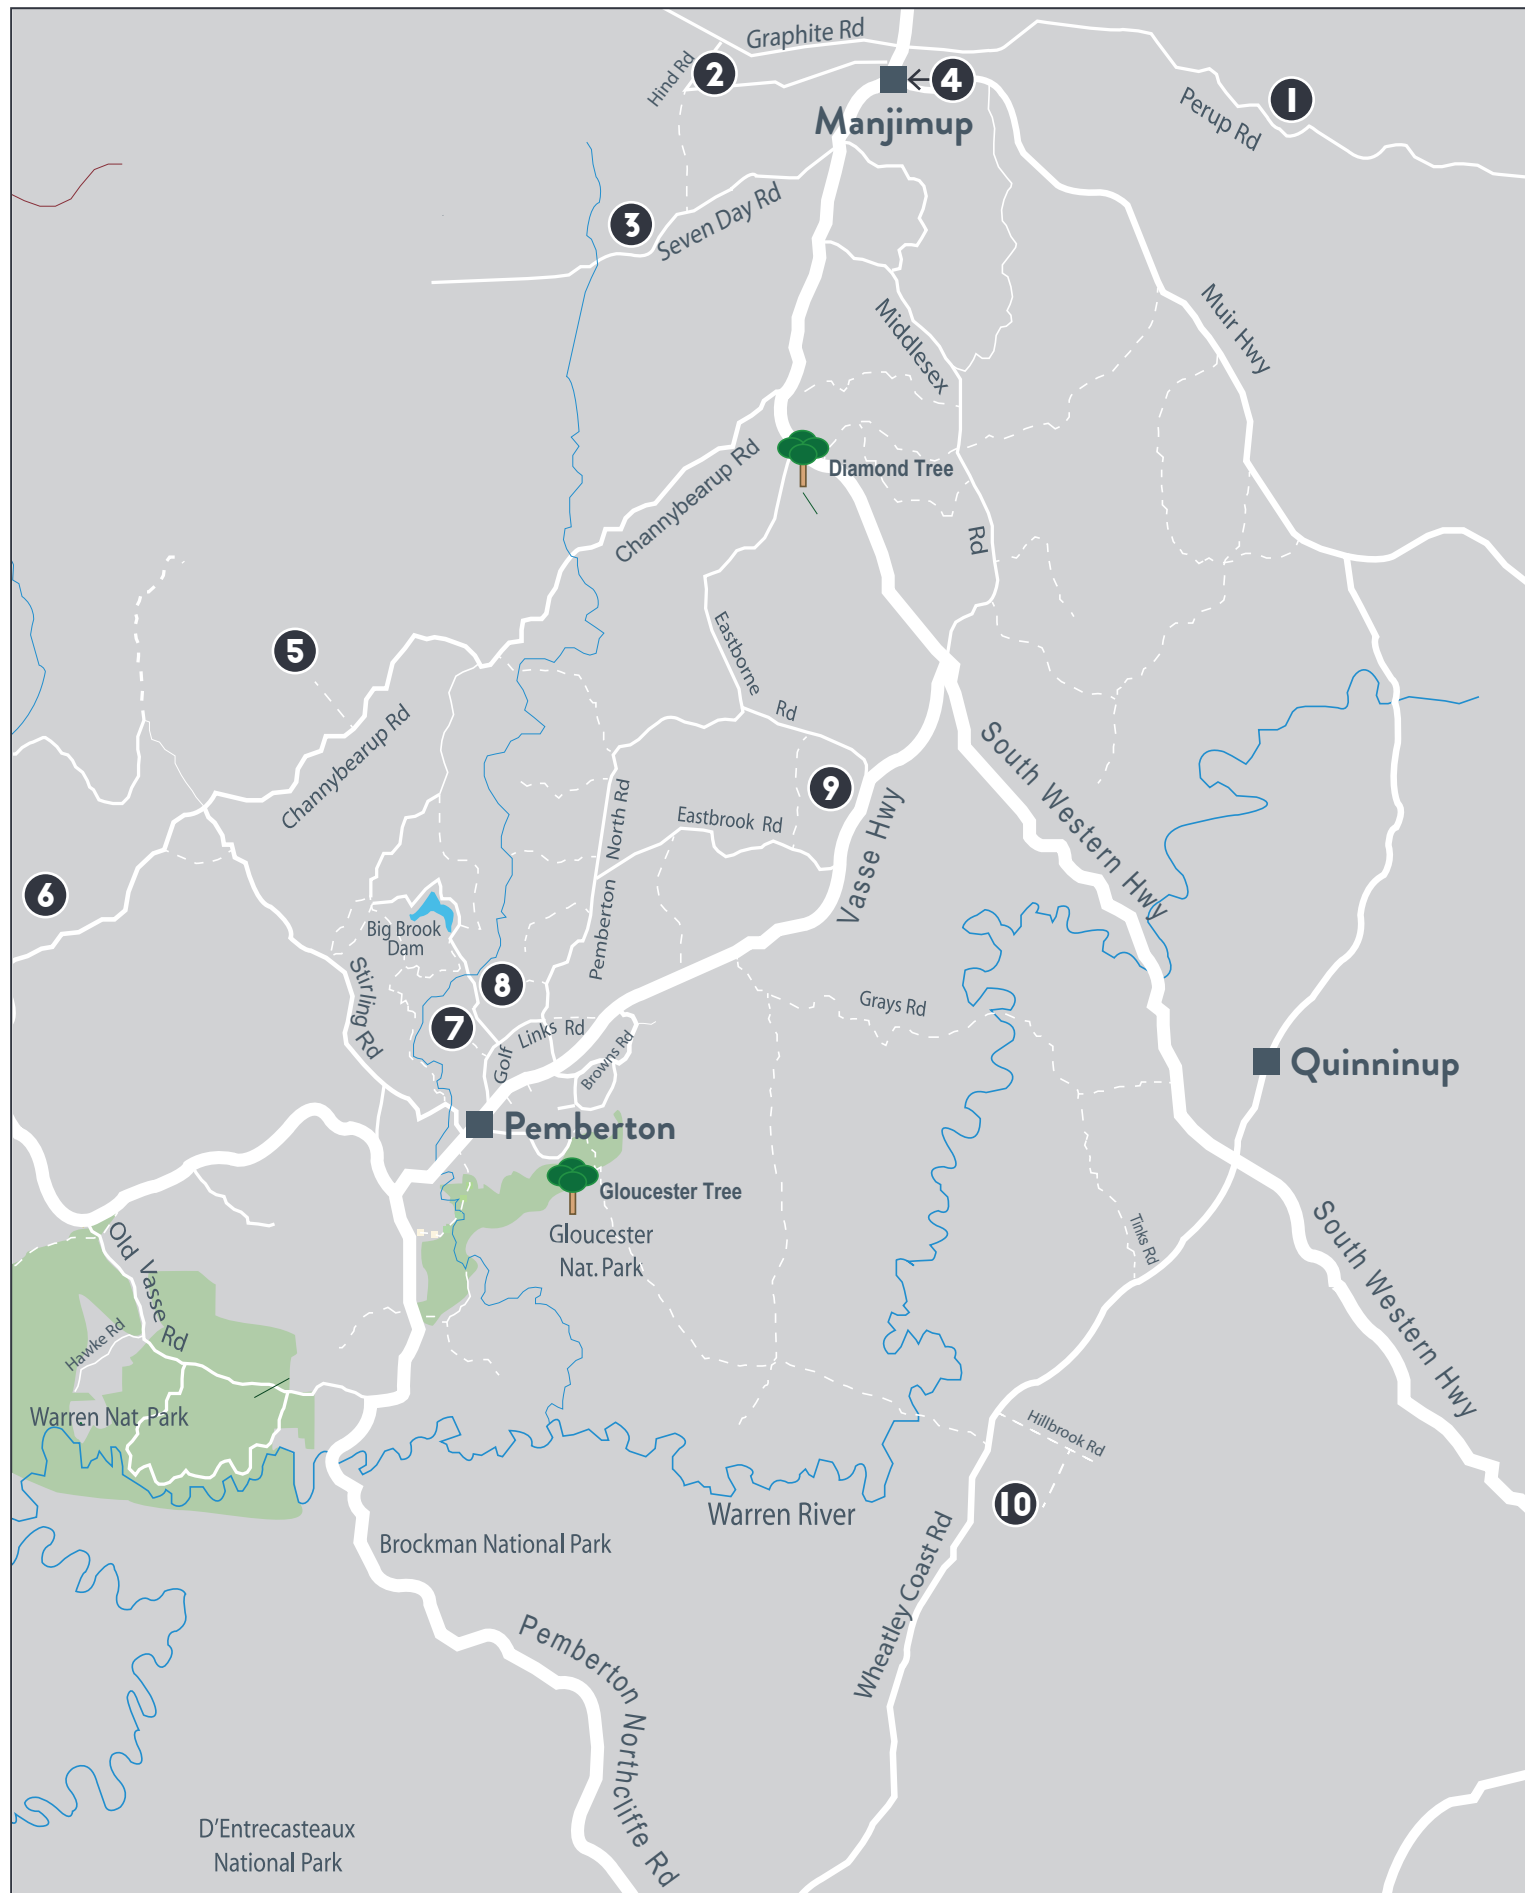 Graphite Rd
Hind Rd
2
4
Manjimup
1
Perup Rd
3
Seven Day Rd
Middlesex
Rd
Muir Hwy
Diamond Tree
Channybearup Rd
5
Eastborne
Rd
Channybearup Rd
South Western Hwy
9
Vasse Hwy
Eastbrook Rd
Pemberton North Rd
6
Big Brook
Dam
Stirling Rd
8
7
Golf Links Rd
Browns Rd
Grays Rd
Quinninup
Pemberton
Gloucester Tree
Gloucester
Nat. Park
Tinks Rd
South Western Hwy
Old Vasse Rd
Hawke Rd
Warren Nat. Park
Hillbrook Rd
10
Warren River
Brockman National Park
Wheatley Coast Rd
Pemberton Northcliffe Rd
D'Entrecasteaux
National Park